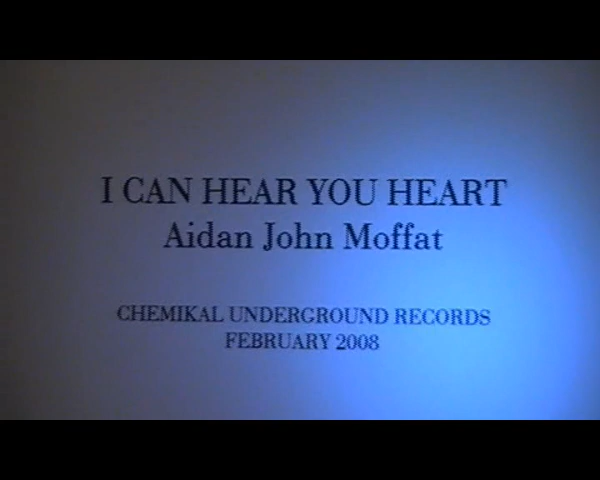 I CAN HEAR YOU HEART
Aidan John Moffat
CHEMIKAL UNDERGROUND RECORDS
FEBRUARY 2008